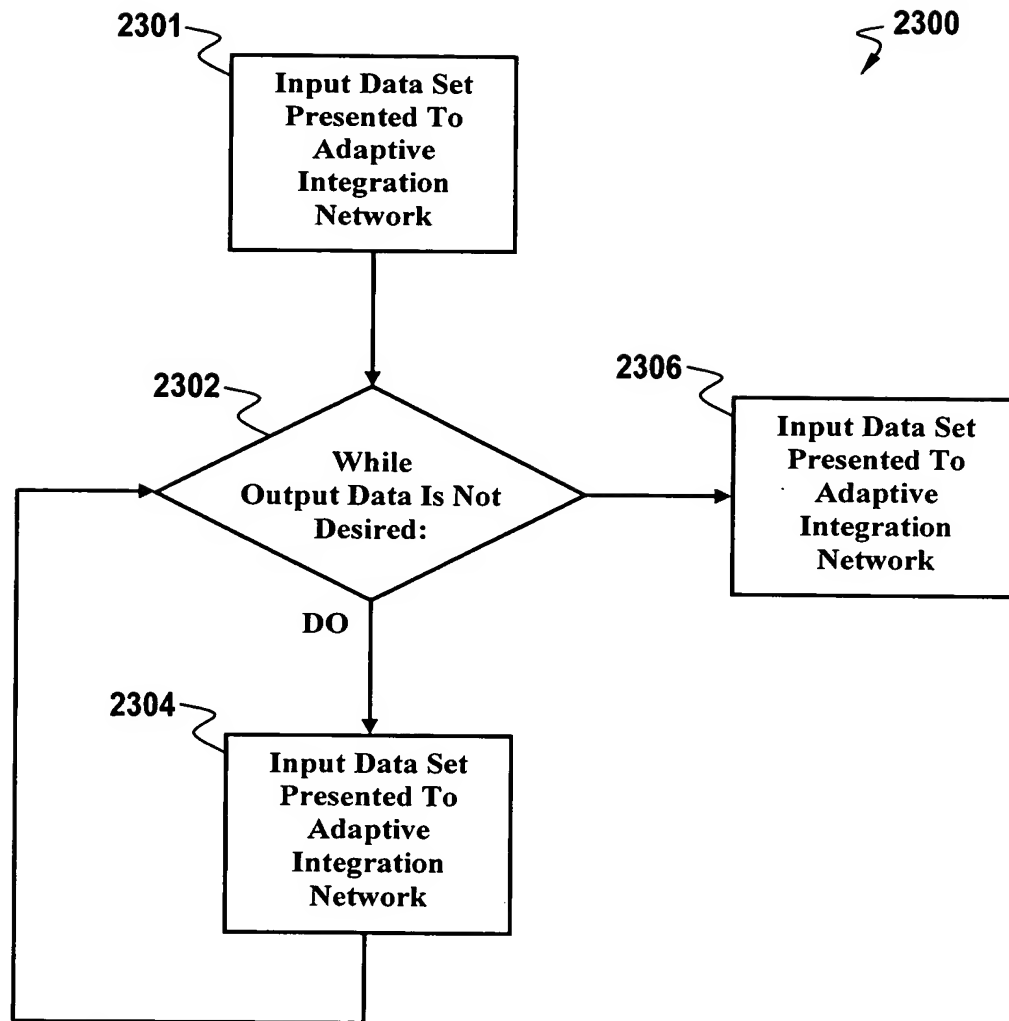 2301
2300
Input Data Set
Presented To
Adaptive
Integration
Network
2302
2306
While
Output Data Is Not
Desired:
Input Data Set
Presented To
Adaptive
Integration
Network
DO
2304
Input Data Set
Presented To
Adaptive
Integration
Network